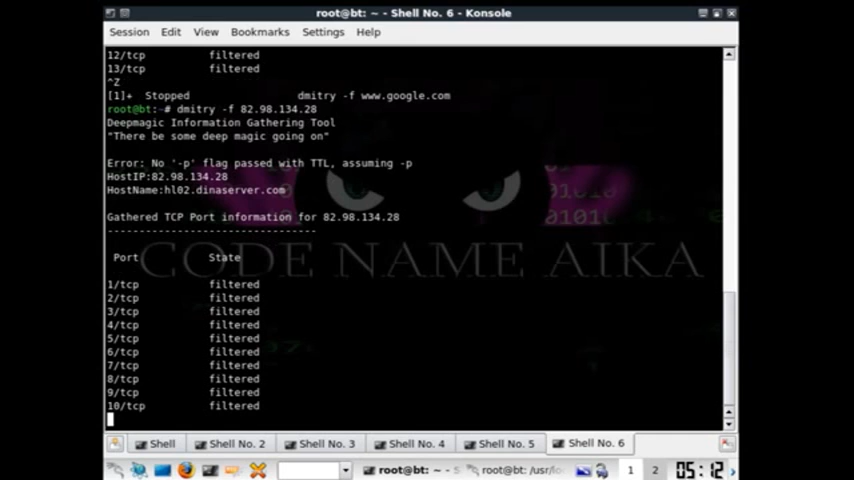 root@bt: ~ - Shell No. 6 - Konsole
Session Edit View Bookmarks Settings Help
12/tcp filtered
13/tcp filtered
^Z
[1]+ Stopped dmitry -f www.google.com
root@bt:~# dmitry -f 82.98.134.28
Deepmagic Information Gathering Tool
"There be some deep magic going on"
Error: No '-p' flag passed with TTL, assuming -p
HostIP:82.98.134.28
HostName:hl02.dinaserver.com
Gathered TCP Port information for 82.98.134.28
---------------------------------
Port State
CODE NAME AIKA
1/tcp filtered
2/tcp filtered
3/tcp filtered
4/tcp filtered
5/tcp filtered
6/tcp filtered
7/tcp filtered
8/tcp filtered
9/tcp filtered
10/tcp filtered
Shell Shell No. 2 Shell No. 3 Shell No. 4 Shell No. 5 Shell No. 6
root@bt: ~ - S root@bt: /usr/lo 1 2 05:12